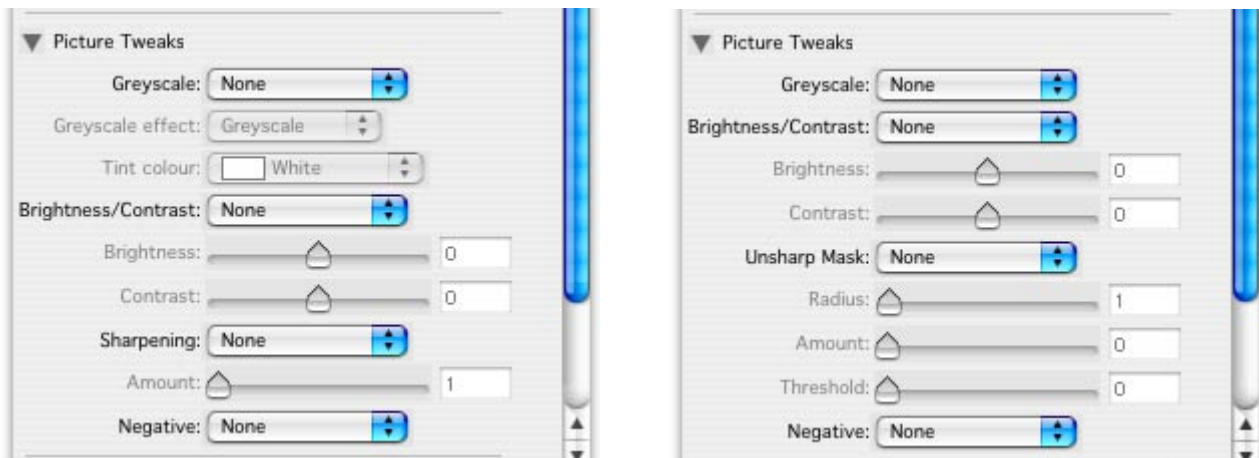 Picture Tweaks
Greyscale: None
Greyscale effect: Greyscale
Tint colour: White
Brightness/Contrast: None
Brightness: 0
Contrast: 0
Sharpening: None
Amount: 1
Negative: None
Picture Tweaks
Greyscale: None
Brightness/Contrast: None
Brightness: 0
Contrast: 0
Unsharp Mask: None
Radius: 1
Amount: 0
Threshold: 0
Negative: None